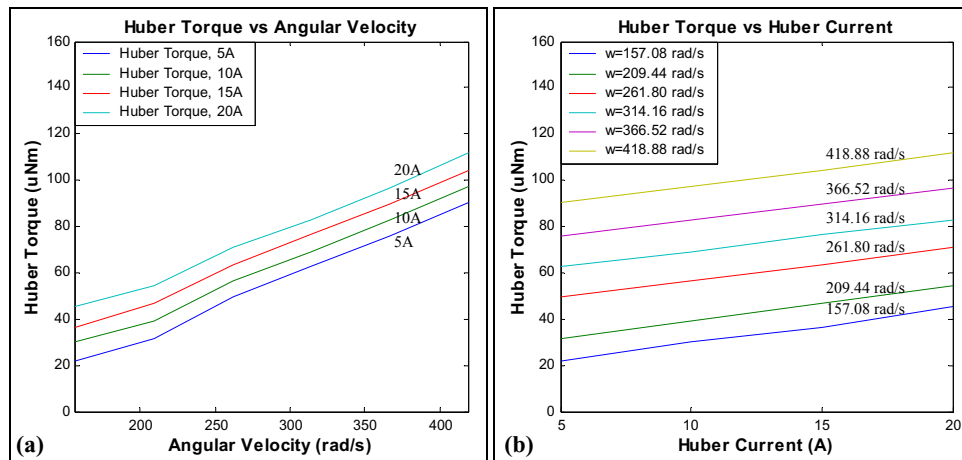 Huber Torque vs Angular Velocity
160
140
120
100
80
60
40
20
0
Huber Torque (uNm)
Huber Torque, 5A
Huber Torque, 10A
Huber Torque, 15A
Huber Torque, 20A
20A
15A
10A
5A
200
250
300
350
400
Angular Velocity (rad/s)
(a)
Huber Torque vs Huber Current
160
140
120
100
80
60
40
20
0
Huber Torque (uNm)
w=157.08 rad/s
w=209.44 rad/s
w=261.80 rad/s
w=314.16 rad/s
w=366.52 rad/s
w=418.88 rad/s
418.88 rad/s
366.52 rad/s
314.16 rad/s
261.80 rad/s
209.44 rad/s
157.08 rad/s
5
10
15
20
Huber Current (A)
(b)